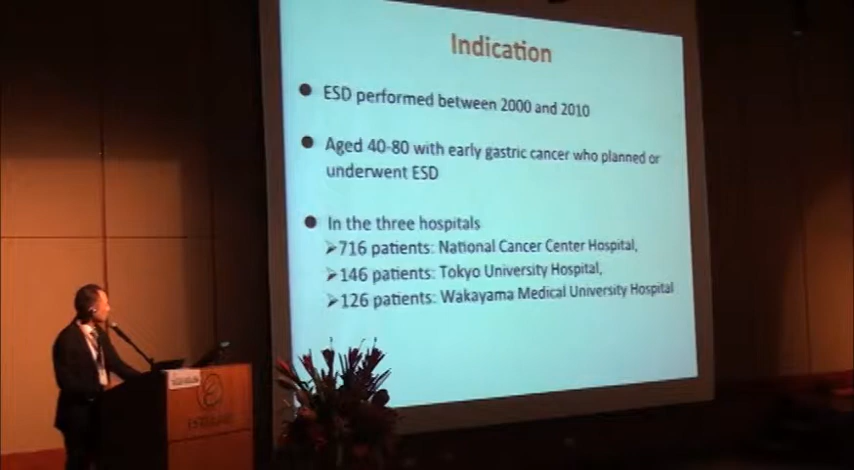 Indication
● ESD performed between 2000 and 2010
● Aged 40-80 with early gastric cancer who planned or
underwent ESD
● In the three hospitals
➢716 patients: National Cancer Center Hospital,
➢146 patients: Tokyo University Hospital,
➢126 patients: Wakayama Medical University Hospital